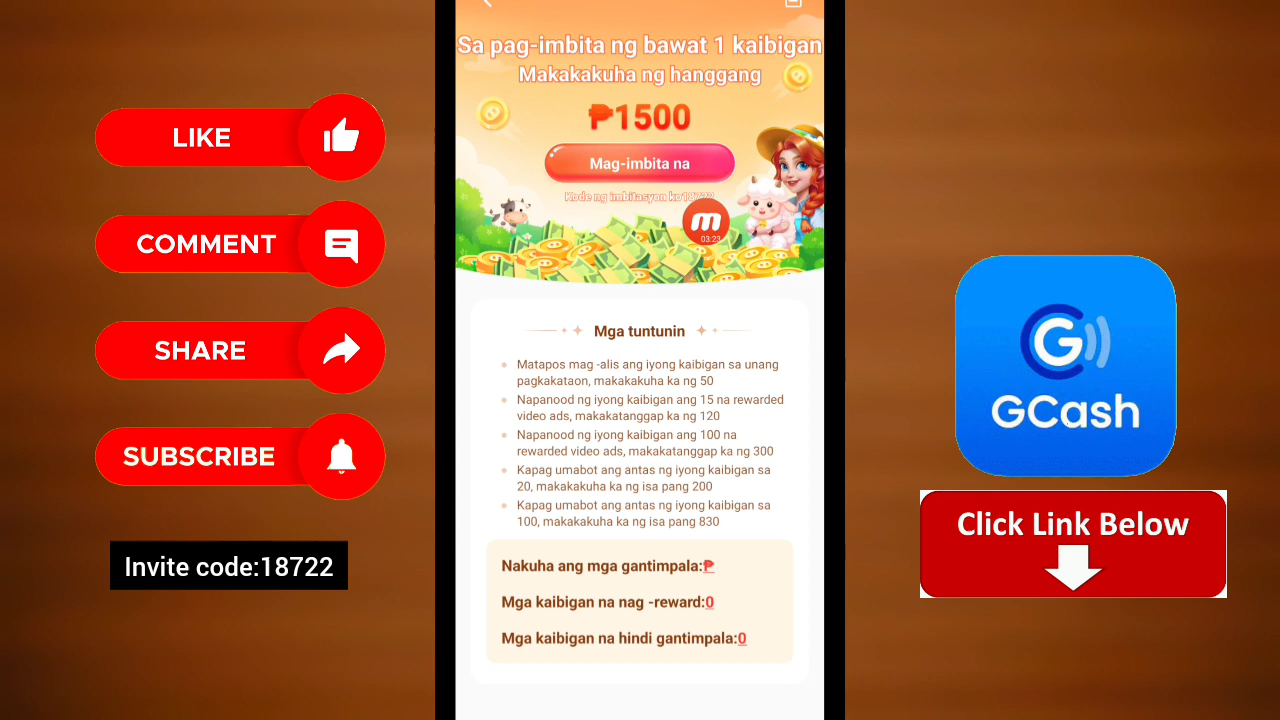 LIKE
COMMENT
SHARE
SUBSCRIBE
Invite code:18722
Sa pag-imbita ng bawat 1 kaibigan
Makakakuha ng hanggang
₱1500
Mag-imbita na
Kode ng imbitasyon ko18722
m
03:23
Mga tuntunin
Matapos mag -alis ang iyong kaibigan sa unang
pagkakataon, makakakuha ka ng 50
Napanood ng iyong kaibigan ang 15 na rewarded
video ads, makakatanggap ka ng 120
Napanood ng iyong kaibigan ang 100 na
rewarded video ads, makakatanggap ka ng 300
Kapag umabot ang antas ng iyong kaibigan sa
20, makakakuha ka ng isa pang 200
Kapag umabot ang antas ng iyong kaibigan sa
100, makakakuha ka ng isa pang 830
Nakuha ang mga gantimpala:₱
Mga kaibigan na nag -reward:0
Mga kaibigan na hindi gantimpala:0
G
GCash
Click Link Below